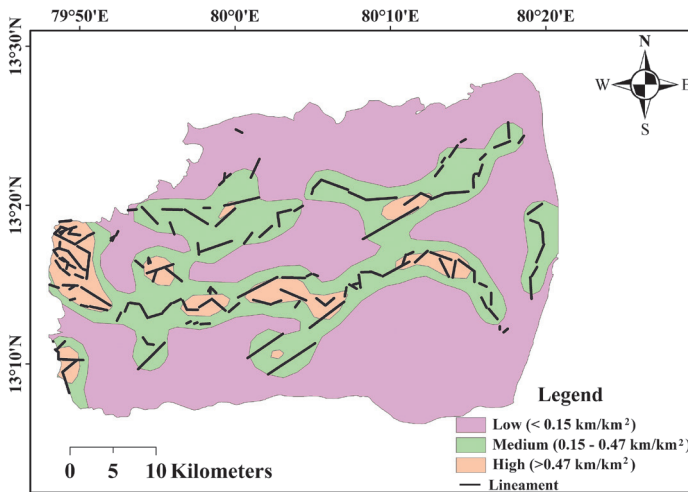 79°50'E 80°0'E 80°10'E 80°20'E
13°30'N
N
W E
S
13°20'N
13°10'N
Legend
Low (< 0.15 km/km²)
Medium (0.15 - 0.47 km/km²)
High (>0.47 km/km²)
Lineament
0 5 10 Kilometers